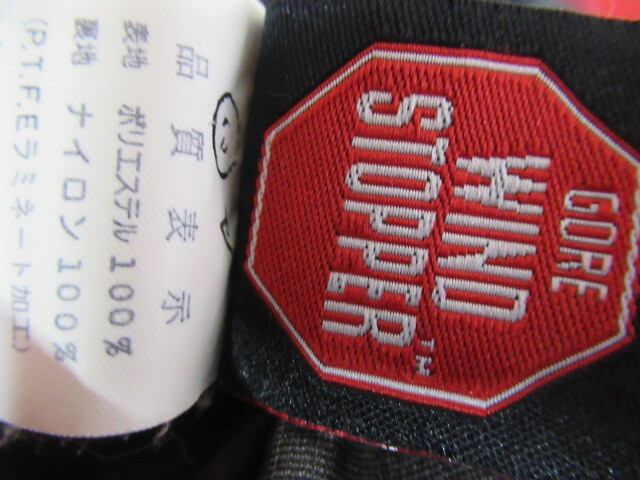 品質表示
表地 ポリエステル100%
裏地 ナイロン100%
(P.T.F.Eラミネート加工)
GORE
WIND
STOPPER™